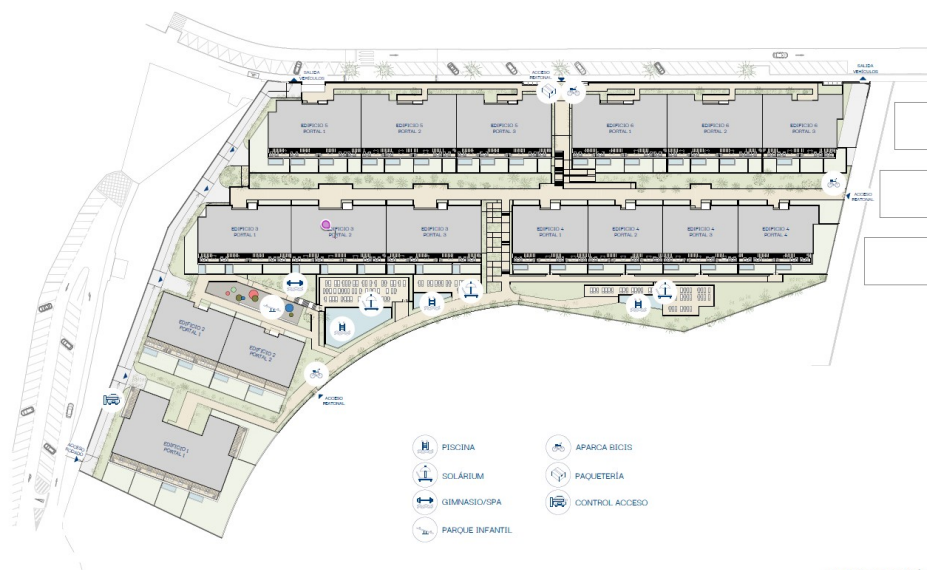 SALIDA
VEHÍCULOS
ACCESO
PEATONAL
SALIDA
VEHÍCULOS
EDIFICIO 5
PORTAL 1
EDIFICIO 5
PORTAL 2
EDIFICIO 5
PORTAL 3
EDIFICIO 6
PORTAL 1
EDIFICIO 6
PORTAL 2
EDIFICIO 6
PORTAL 3
ACCESO
PEATONAL
EDIFICIO 3
PORTAL 1
EDIFICIO 3
PORTAL 2
EDIFICIO 3
PORTAL 3
EDIFICIO 4
PORTAL 1
EDIFICIO 4
PORTAL 2
EDIFICIO 4
PORTAL 3
EDIFICIO 4
PORTAL 4
EDIFICIO 2
PORTAL 1
EDIFICIO 2
PORTAL 2
ACCESO
PEATONAL
ACCESO
RODADO
EDIFICIO 1
PORTAL 1
PISCINA
SOLÁRIUM
GIMNASIO/SPA
PARQUE INFANTIL
APARCA BICIS
PAQUETERÍA
CONTROL ACCESO